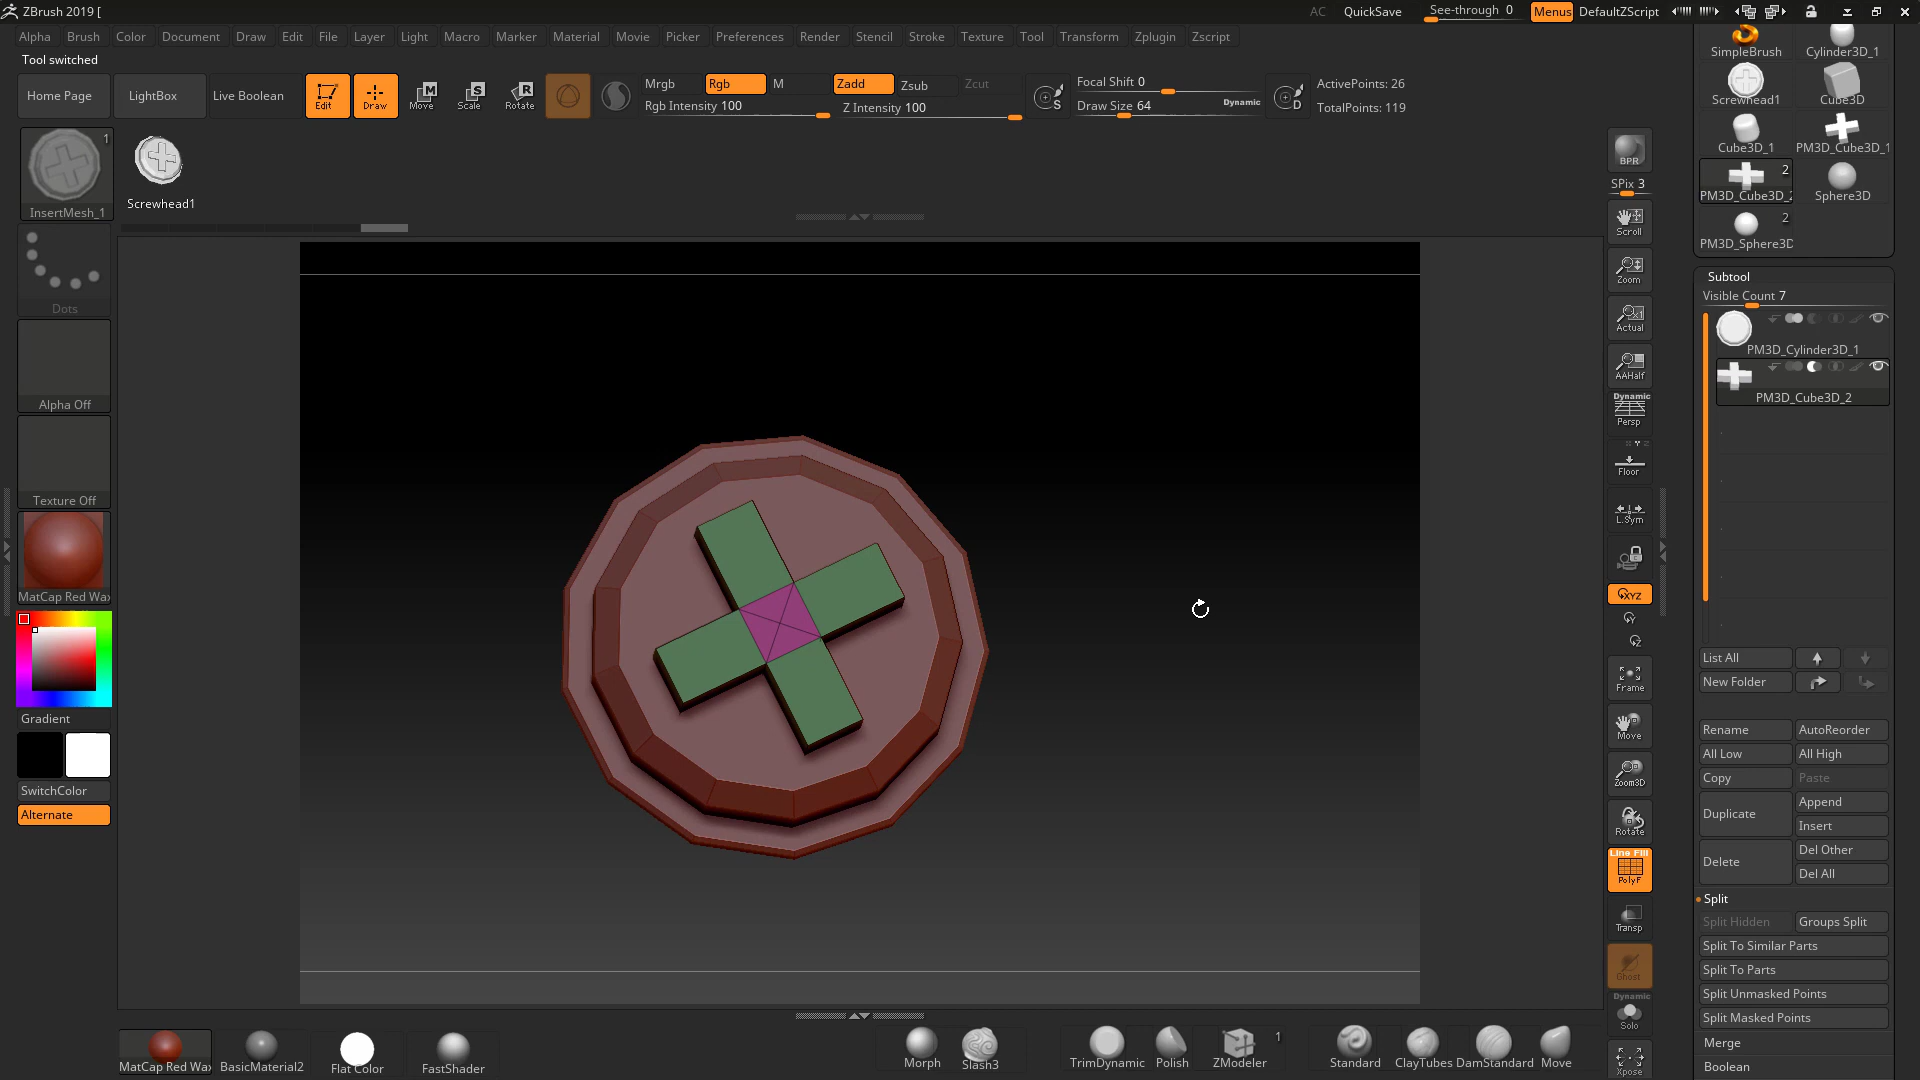 ZBrush 2019 [
AC QuickSave See-through 0 Menus DefaultZScript
Alpha Brush Color Document Draw Edit File Layer Light Macro Marker Material Movie Picker Preferences Render Stencil Stroke Texture Tool Transform Zplugin Zscript
Tool switched
Home Page LightBox Live Boolean Edit Draw Move Scale Rotate
Mrgb Rgb M Zadd Zsub Zcut
Rgb Intensity 100 Z Intensity 100
Focal Shift 0
Draw Size 64 Dynamic
ActivePoints: 26
TotalPoints: 119
1
InsertMesh_1
Screwhead1
Dots
Alpha Off
Texture Off
MatCap Red Wax
Gradient
SwitchColor
Alternate
BPR
SPix 3
Scroll
Zoom
Actual
AAHalf
Dynamic
Persp
Floor
L.Sym
XYZ
Y
Z
Frame
Move
Zoom3D
Rotate
Line Fill
PolyF
Transp
Ghost
Dynamic
Solo
Xpose
SimpleBrush Cylinder3D_1
Screwhead1 Cube3D
Cube3D_1 PM3D_Cube3D_1
2
PM3D_Cube3D_2 Sphere3D
2
PM3D_Sphere3D
Subtool
Visible Count 7
PM3D_Cylinder3D_1
PM3D_Cube3D_2
List All
New Folder
Rename AutoReorder
All Low All High
Copy Paste
Duplicate Append
Insert
Delete Del Other
Del All
Split
Split Hidden Groups Split
Split To Similar Parts
Split To Parts
Split Unmasked Points
Split Masked Points
Merge
Boolean
MatCap Red Wax BasicMaterial2 Flat Color FastShader Morph Slash3 TrimDynamic Polish ZModeler 1 Standard ClayTubes DamStandard Move